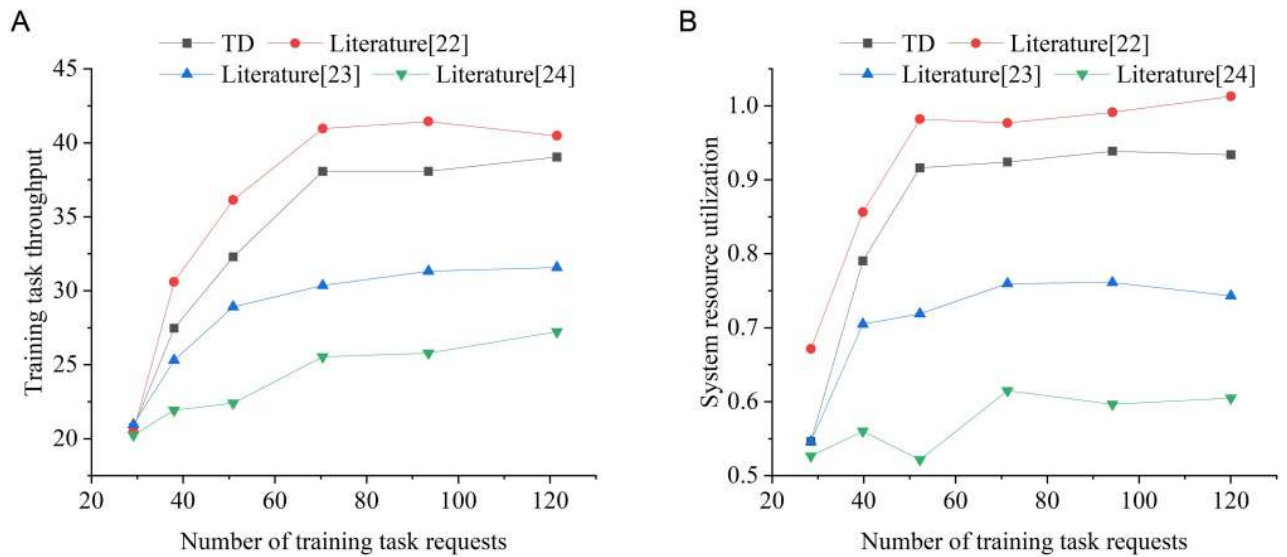 A
TD Literature[22]
Literature[23] Literature[24]
45
40
35
30
25
20
Training task throughput
20 40 60 80 100 120
Number of training task requests
B
TD Literature[22]
Literature[23] Literature[24]
1.0
0.9
0.8
0.7
0.6
0.5
System resource utilization
20 40 60 80 100 120
Number of training task requests